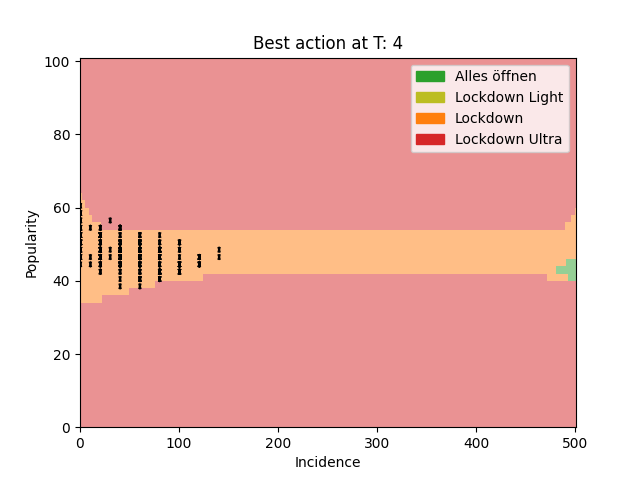 Best action at T: 4
Alles öffnen
Lockdown Light
Lockdown
Lockdown Ultra
100
80
60
40
20
0
Popularity
0 100 200 300 400 500
Incidence